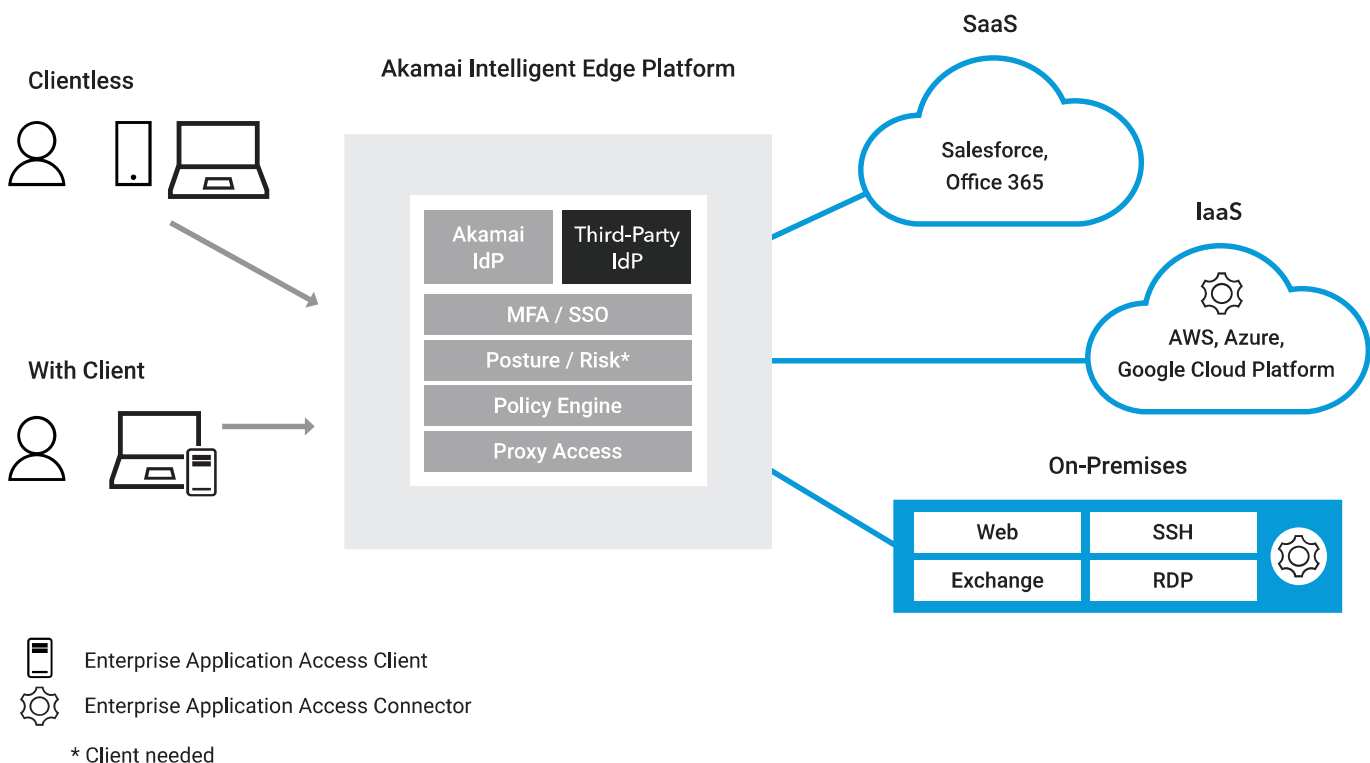 SaaS
Akamai Intelligent Edge Platform
Clientless
Salesforce,
Office 365
IaaS
Akamai
IdP
Third-Party
IdP
MFA / SSO
Posture / Risk*
Policy Engine
Proxy Access
AWS, Azure,
Google Cloud Platform
With Client
On-Premises
Web
SSH
Exchange
RDP
Enterprise Application Access Client
Enterprise Application Access Connector
* Client needed